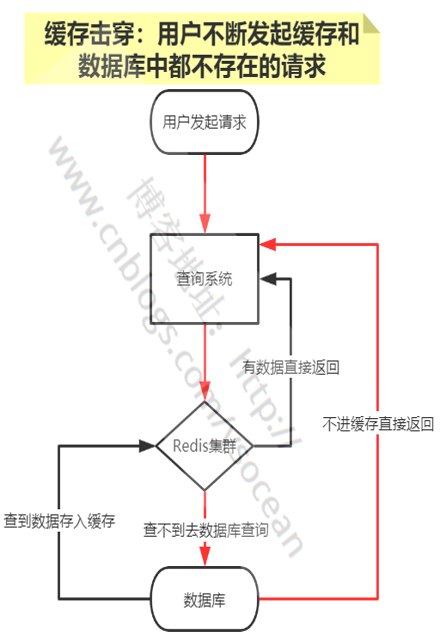 缓存击穿：用户不断发起缓存和
数据库中都不存在的请求
用户发起请求
查询系统
有数据直接返回
不进缓存直接返回
Redis集群
查到数据存入缓存
查不到去数据库查询
数据库
博客地址：http://
www.cnblogs.com/ysocean